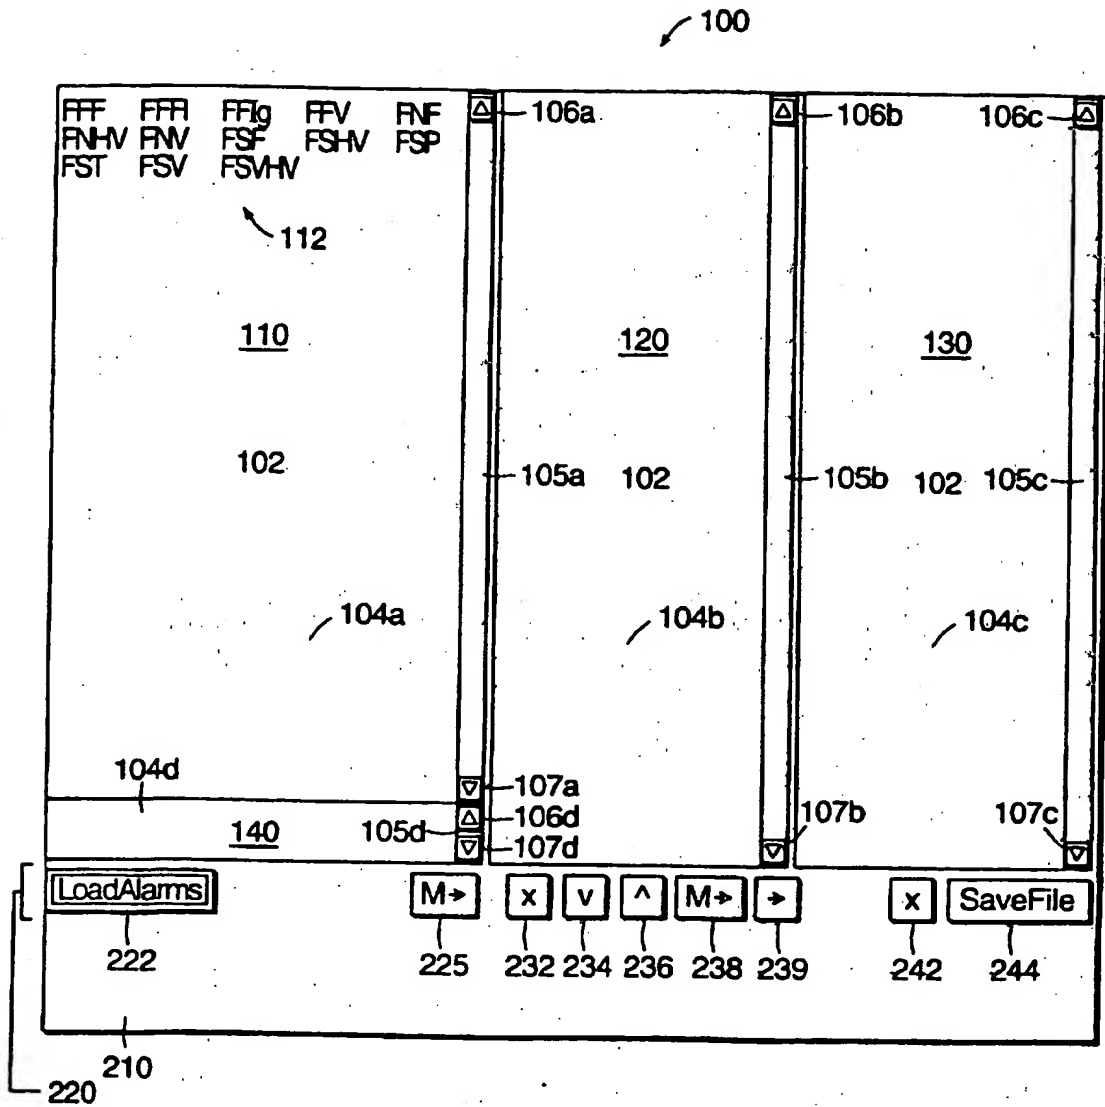 100
FFF FFFI FFIg FFV FNF
FNHV FNV FSF FSHV FSP
FST FSV FSVHV
106a 106b 106c
112
110 120 130
102 105a 102 105b 102 105c
104a 104b 104c
104d
107a
106d
140 105d 107d 107b 107c
LoadAlarms M→ x v ^ M→ → x SaveFile
222 225 232 234 236 238 239 242 244
210
220